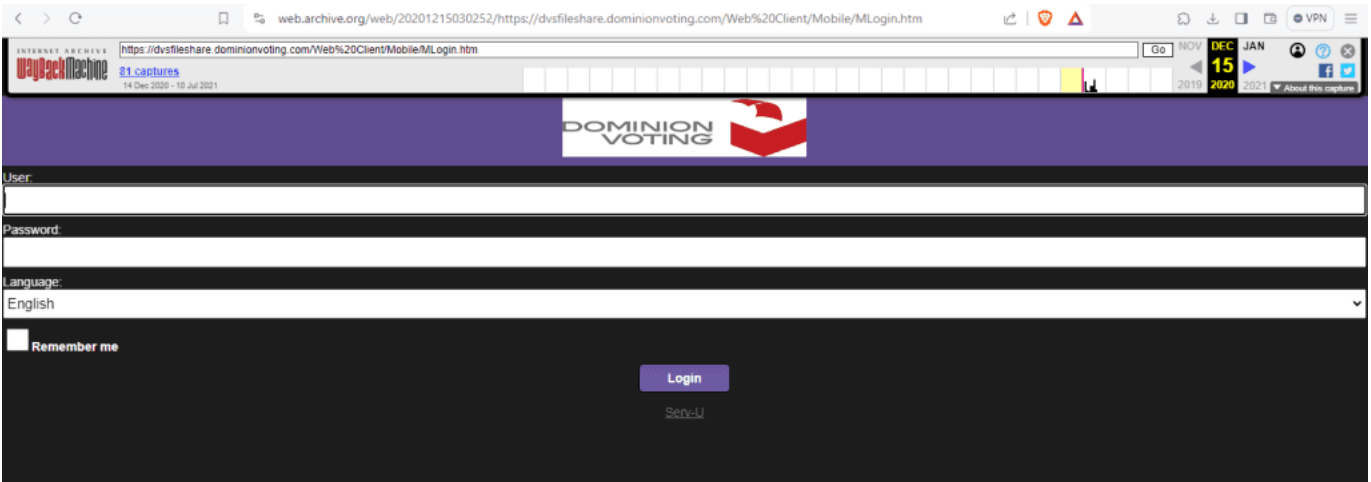 web.archive.org/web/20201215030252/https://dvsfileshare.dominionvoting.com/Web%20Client/Mobile/MLogin.htm
VPN
INTERNET ARCHIVE
WayBackMachine
https://dvsfileshare.dominionvoting.com/Web%20Client/Mobile/MLogin.htm
Go
NOV DEC JAN
81 captures
15
14 Dec 2020 - 10 Jul 2021
2019 2020 2021
About this capture
DOMINION
VOTING
User:
Password:
Language:
English
Remember me
Login
Serv-U